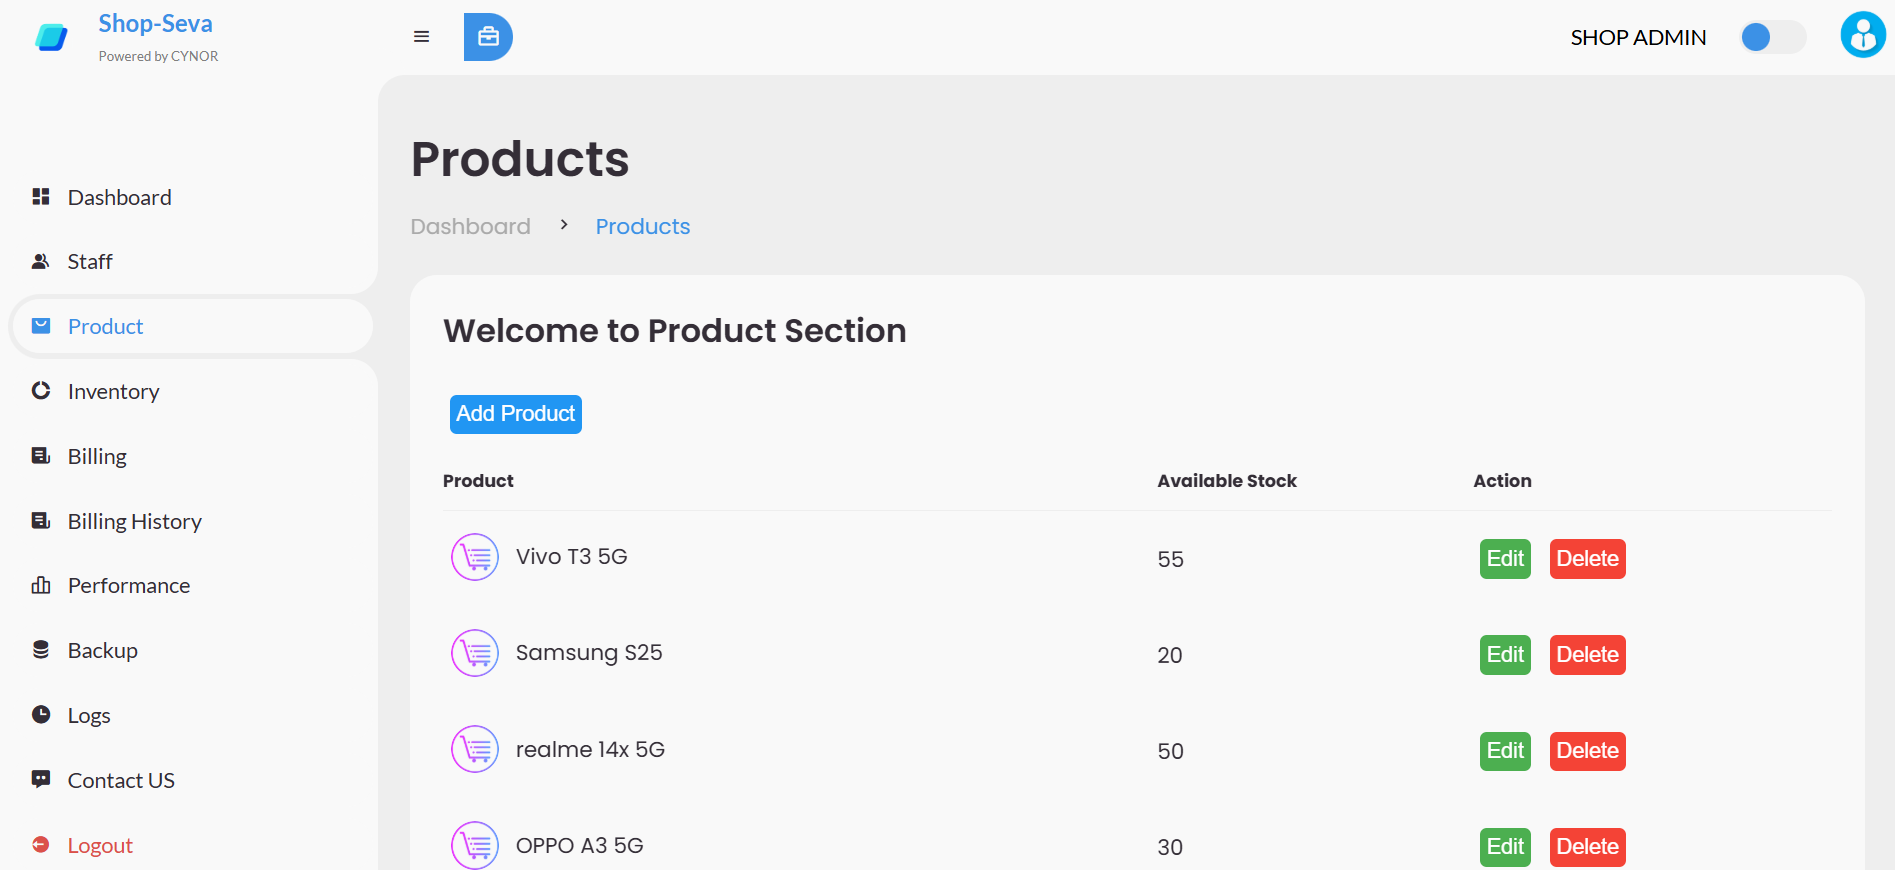 Shop-Seva
Powered by CYNOR
SHOP ADMIN
Dashboard
Staff
Product
Inventory
Billing
Billing History
Performance
Backup
Logs
Contact US
Logout
Products
Dashboard > Products
Welcome to Product Section
Add Product
Product Available Stock Action
Vivo T3 5G 55 Edit Delete
Samsung S25 20 Edit Delete
realme 14x 5G 50 Edit Delete
OPPO A3 5G 30 Edit Delete